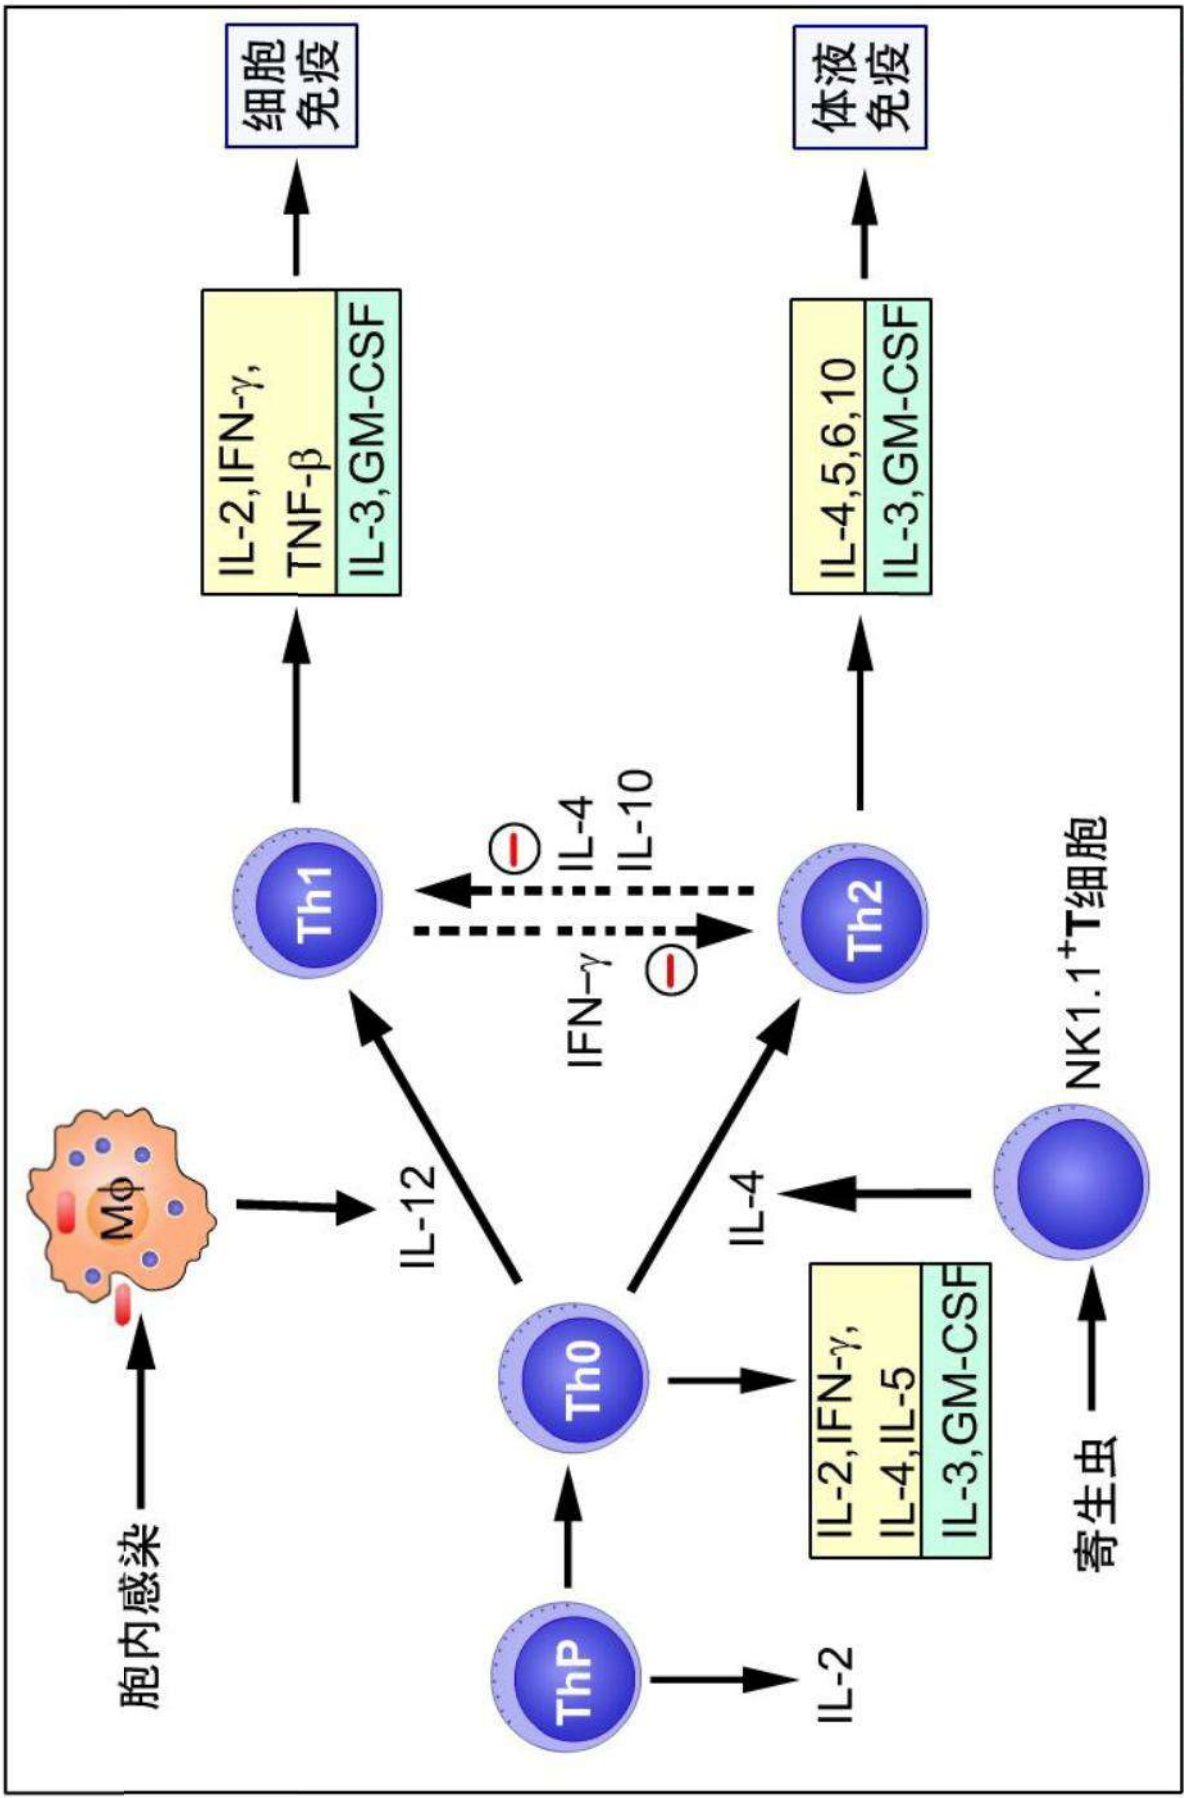 胞内感染
Mϕ
IL-12
ThP
IL-2
Th0
IL-2,IFN-γ,
IL-4,IL-5
IL-3,GM-CSF
寄生虫
NK1.1⁺T细胞
IL-4
Th1
IFN-γ
IL-4
IL-10
Th2
IL-2,IFN-γ,
TNF-β
IL-3,GM-CSF
细胞
免疫
IL-4,5,6,10
IL-3,GM-CSF
体液
免疫